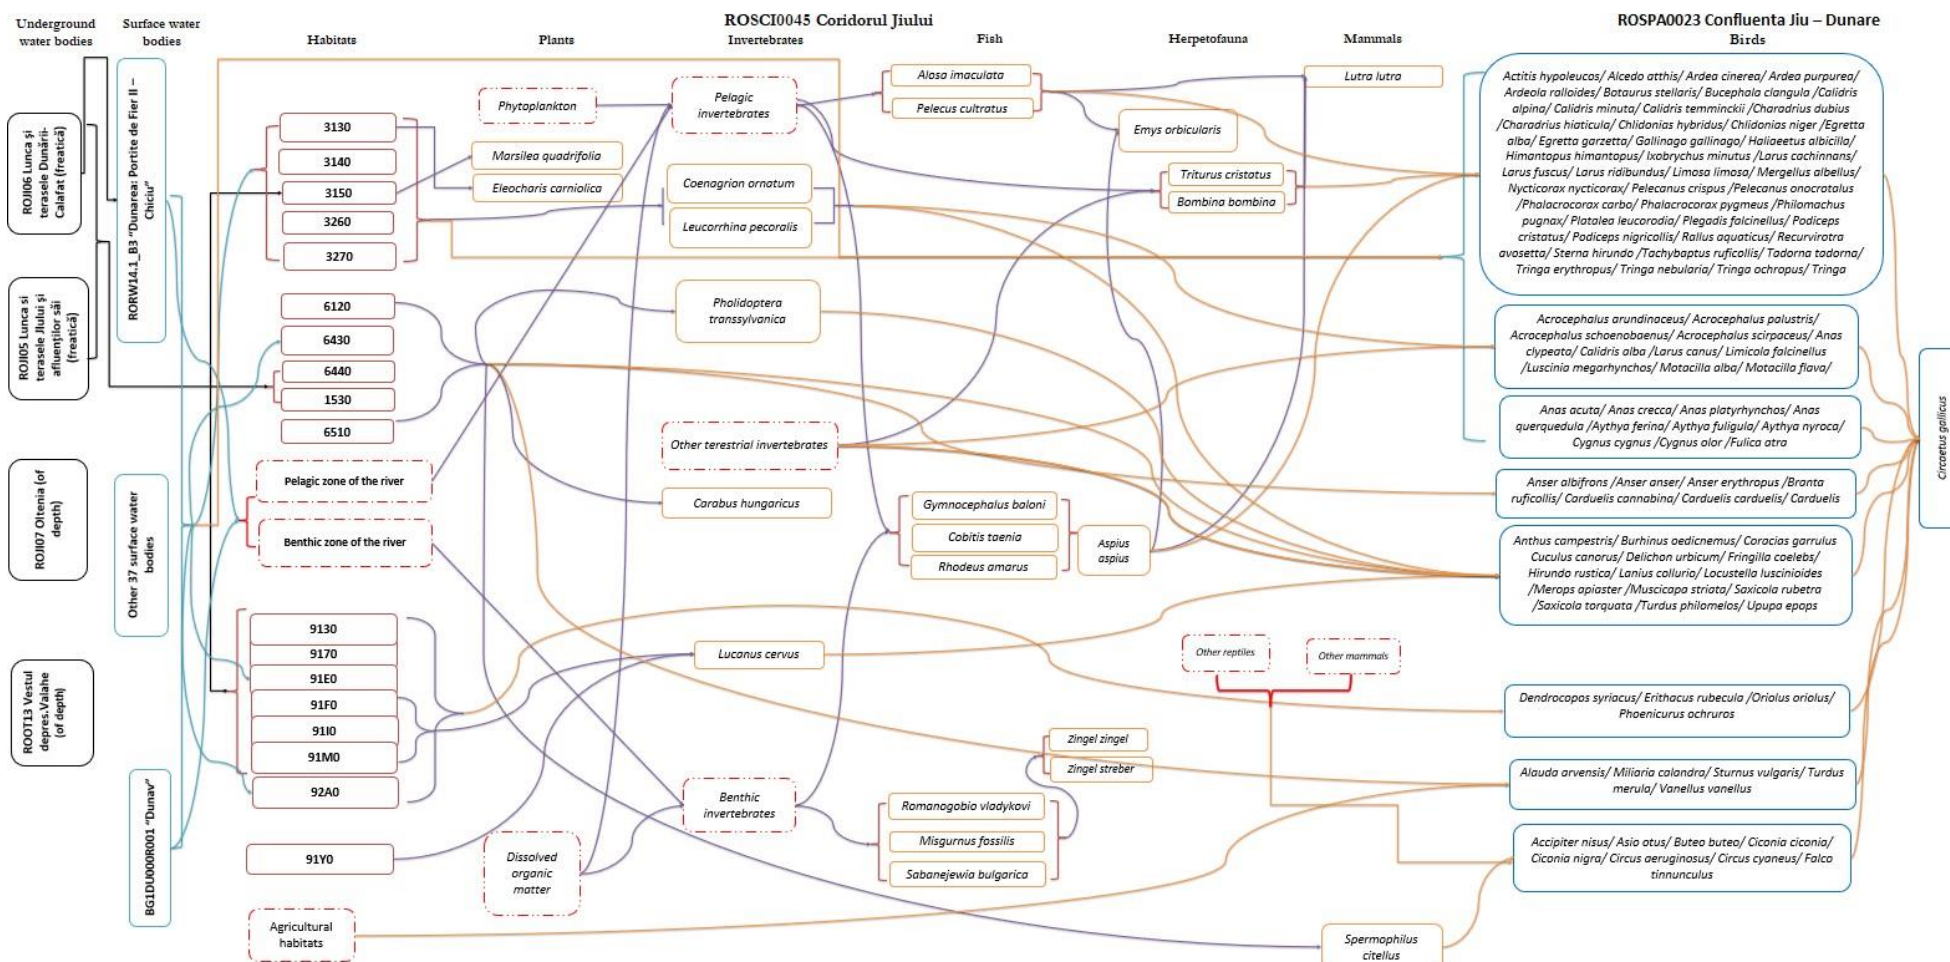 ROSCI0045 Coridorul Jiului
ROSPA0023 Confluenta Jiu – Dunare
Underground
water bodies
Surface water
bodies
Habitats
Plants
Invertebrates
Fish
Herpetofauna
Mammals
Birds
ROJI06 Lunca şi
terasele Dunării-
Calafat (freatică)
ROJI05 Lunca si
terasele Jiului şi
afluenţilor săi
(freatică)
ROJI07 Oltenia (of
depth)
ROOT13 Vestul
depres.Valahe
(of depth)
RORW14.1_B3 "Dunarea: Portite de Fier II –
Chiciu"
Other 37 surface water
bodies
BG1DU000R001 "Dunav"
3130
3140
3150
3260
3270
6120
6430
6440
1530
6510
Pelagic zone of the river
Benthic zone of the river
9130
9170
91E0
91F0
91I0
91M0
92A0
91Y0
Agricultural
habitats
Phytoplankton
Marsilea quadrifolia
Eleocharis carniolica
Dissolved
organic
matter
Pelagic
invertebrates
Coenagrion ornatum
Leucorrhina pecoralis
Pholidoptera
transsylvanica
Other terestrial invertebrates
Carabus hungaricus
Lucanus cervus
Benthic
invertebrates
Alosa imaculata
Pelecus cultratus
Gymnocephalus baloni
Cobitis taenia
Rhodeus amarus
Aspius
aspius
Zingel zingel
Zingel streber
Romanogobio vladykovi
Misgurnus fossilis
Sabanejewia bulgarica
Emys orbicularis
Triturus cristatus
Bombina bombina
Other reptiles
Other mammals
Lutra lutra
Spermophilus
citellus
Actitis hypoleucos/ Alcedo atthis/ Ardea cinerea/ Ardea purpurea/
Ardeola ralloides/ Botaurus stellaris/ Bucephala clangula /Calidris
alpina/ Calidris minuta/ Calidris temminckii /Charadrius dubius
/Charadrius hiaticula/ Chlidonias hybridus/ Chlidonias niger /Egretta
alba/ Egretta garzetta/ Gallinago gallinago/ Haliaeetus albicilla/
Himantopus himantopus/ Ixobrychus minutus /Larus cachinnans/
Larus fuscus/ Larus ridibundus/ Limosa limosa/ Mergellus albellus/
Nycticorax nycticorax/ Pelecanus crispus /Pelecanus onocrotalus
/Phalacrocorax carbo/ Phalacrocorax pygmeus /Philomachus
pugnax/ Platalea leucorodia/ Plegadis falcinellus/ Podiceps
cristatus/ Podiceps nigricollis/ Rallus aquaticus/ Recurvirotra
avosetta/ Sterna hirundo /Tachybaptus ruficollis/ Tadorna tadorna/
Tringa erythropus/ Tringa nebularia/ Tringa ochropus/ Tringa
Acrocephalus arundinaceus/ Acrocephalus palustris/
Acrocephalus schoenobaenus/ Acrocephalus scirpaceus/ Anas
clypeata/ Calidris alba /Larus canus/ Limicola falcinellus
/Luscinia megarhynchos/ Motacilla alba/ Motacilla flava/
Anas acuta/ Anas crecca/ Anas platyrhynchos/ Anas
querquedula /Aythya ferina/ Aythya fuligula/ Aythya nyroca/
Cygnus cygnus /Cygnus olor /Fulica atra
Anser albifrons /Anser anser/ Anser erythropus /Branta
ruficollis/ Carduelis cannabina/ Carduelis carduelis/ Carduelis
Anthus campestris/ Burhinus oedicnemus/ Coracias garrulus
Cuculus canorus/ Delichon urbicum/ Fringilla coelebs/
Hirundo rustica/ Lanius collurio/ Locustella luscinioides
/Merops apiaster /Muscicapa striata/ Saxicola rubetra
/Saxicola torquata /Turdus philomelos/ Upupa epops
Dendrocopos syriacus/ Erithacus rubecula /Oriolus oriolus/
Phoenicurus ochruros
Alauda arvensis/ Miliaria calandra/ Sturnus vulgaris/ Turdus
merula/ Vanellus vanellus
Accipiter nisus/ Asio otus/ Buteo buteo/ Ciconia ciconia/
Ciconia nigra/ Circus aeruginosus/ Circus cyaneus/ Falco
tinnunculus
Circaetus gallicus